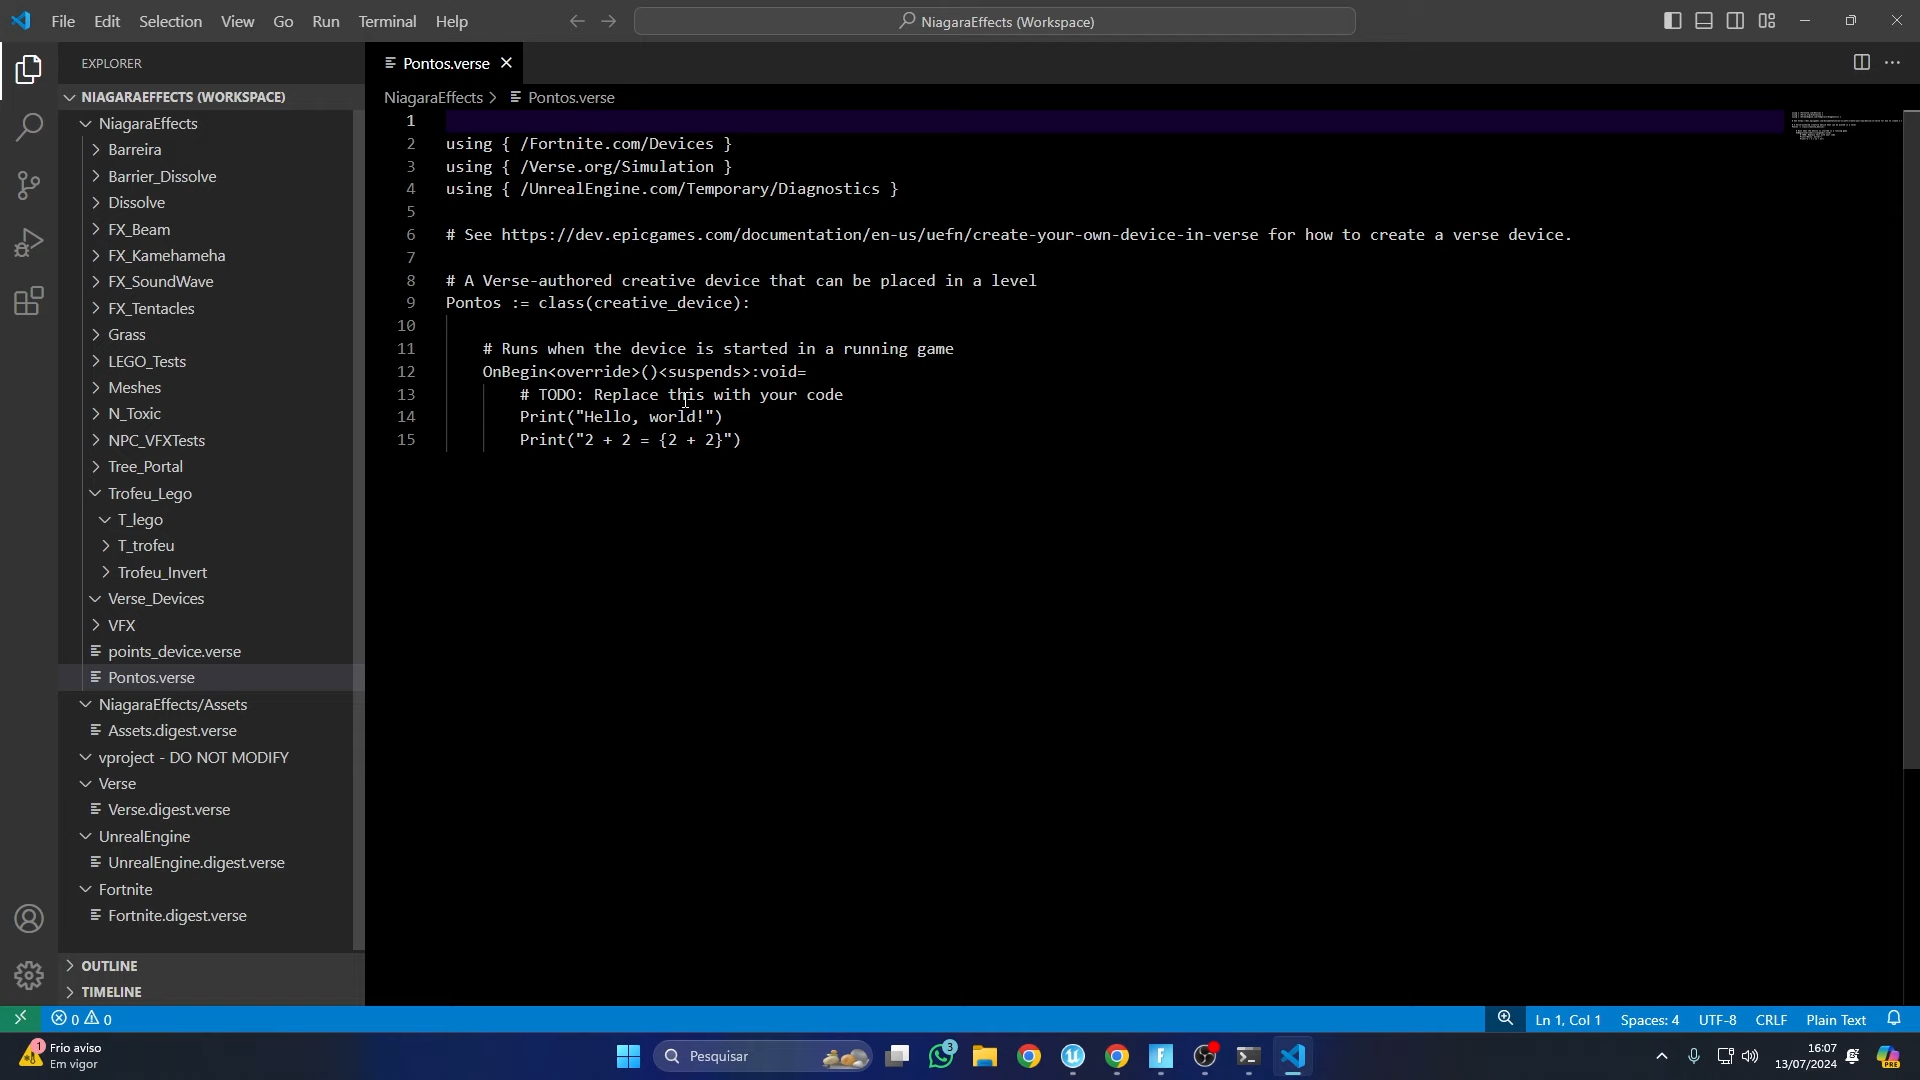 File Edit Selection View Go Run Terminal Help
NiagaraEffects (Workspace)
EXPLORER
Pontos.verse
NIAGARAEFFECTS (WORKSPACE)
NiagaraEffects > Pontos.verse
NiagaraEffects
Barreira
Barrier_Dissolve
Dissolve
FX_Beam
FX_Kamehameha
FX_SoundWave
FX_Tentacles
Grass
LEGO_Tests
Meshes
N_Toxic
NPC_VFXTests
Tree_Portal
Trofeu_Lego
T_lego
T_trofeu
Trofeu_Invert
Verse_Devices
VFX
points_device.verse
Pontos.verse
NiagaraEffects/Assets
Assets.digest.verse
vproject - DO NOT MODIFY
Verse
Verse.digest.verse
UnrealEngine
UnrealEngine.digest.verse
Fortnite
Fortnite.digest.verse
OUTLINE
TIMELINE
1
2 using { /Fortnite.com/Devices }
3 using { /Verse.org/Simulation }
4 using { /UnrealEngine.com/Temporary/Diagnostics }
5
6 # See https://dev.epicgames.com/documentation/en-us/uefn/create-your-own-device-in-verse for how to create a verse device.
7
8 # A Verse-authored creative device that can be placed in a level
9 Pontos := class(creative_device):
10
11 # Runs when the device is started in a running game
12 OnBegin<override>()<suspends>:void=
13 # TODO: Replace this with your code
14 Print("Hello, world!")
15 Print("2 + 2 = {2 + 2}")
0 0
Ln 1, Col 1 Spaces: 4 UTF-8 CRLF Plain Text
1 Frio aviso
Em vigor
Pesquisar
3
16:07
13/07/2024
PRE